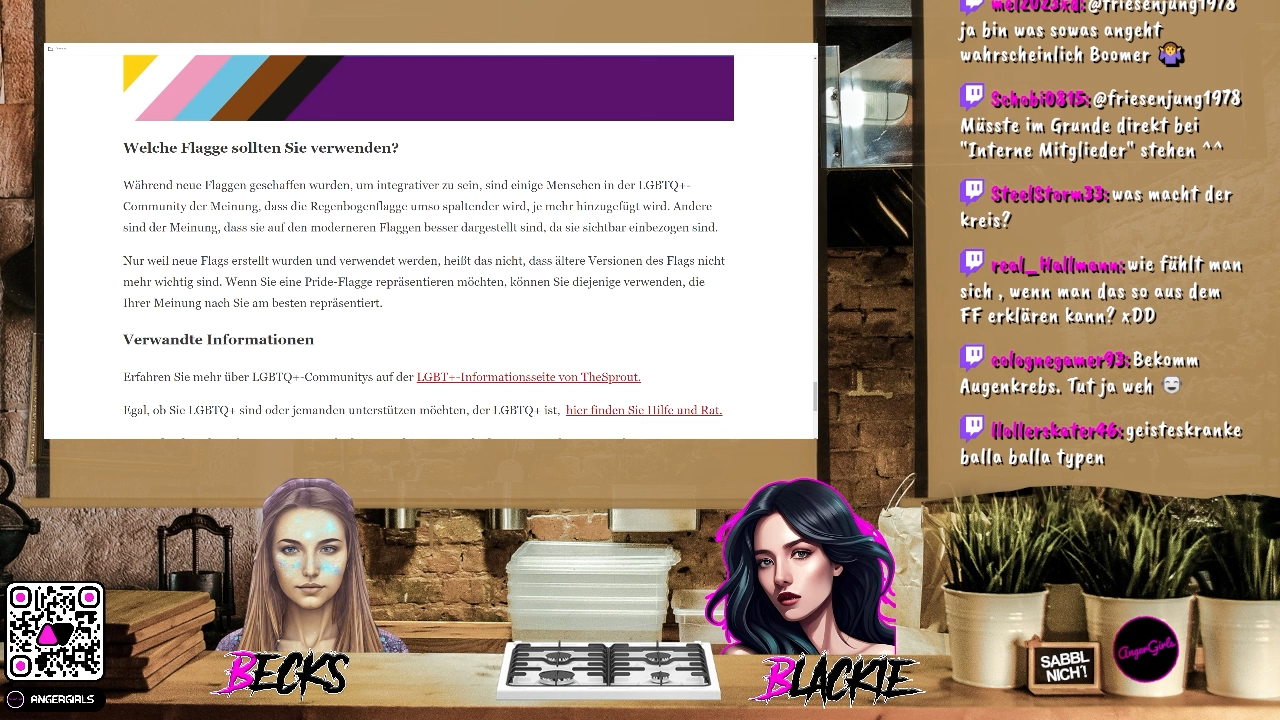 Welche Flagge sollten Sie verwenden?
Während neue Flaggen geschaffen wurden, um integrativer zu sein, sind einige Menschen in der LGBTQ+-
Community der Meinung, dass die Regenbogenflagge umso spaltender wird, je mehr hinzugefügt wird. Andere
sind der Meinung, dass sie durch die moderneren Flaggen besser dargestellt sind, da sie sichtbar einbezogen sind.
Nur weil neue Flags erstellt wurden und verwendet werden, heißt das nicht, dass ältere Versionen des Flags nicht
mehr wichtig sind. Wenn Sie eine Pride-Flagge repräsentieren möchten, können Sie diejenige verwenden, die
Ihrer Meinung nach Sie am besten repräsentiert.
Verwandte Informationen
Erfahren Sie mehr über LGBTQ+-Communitys auf der LGBT+-Informationsseite von TheSprout.
Egal, ob Sie LGBTQ+ sind oder jemanden unterstützen möchten, der LGBTQ+ ist, hier finden Sie Hilfe und Rat.
mel2023xd: @friesenjung1978
ja bin was sowas angeht
wahrscheinlich Boomer
Schobi0815: @friesenjung1978
Müsste im Grunde direkt bei
"Interne Mitglieder" stehen ^^
SteelStorm33: was macht der
kreis?
real_Hallmann: wie fühlt man
sich , wenn man das so aus dem
FF erklären kann? xDD
colognegamer93: Bekomm
Augenkrebs. Tut ja weh
llollerskater46: geisteskranke
balla balla typen
BECKS
BLACKIE
ANGERGIRLS
SABBL
NICH'!
AngerGirls